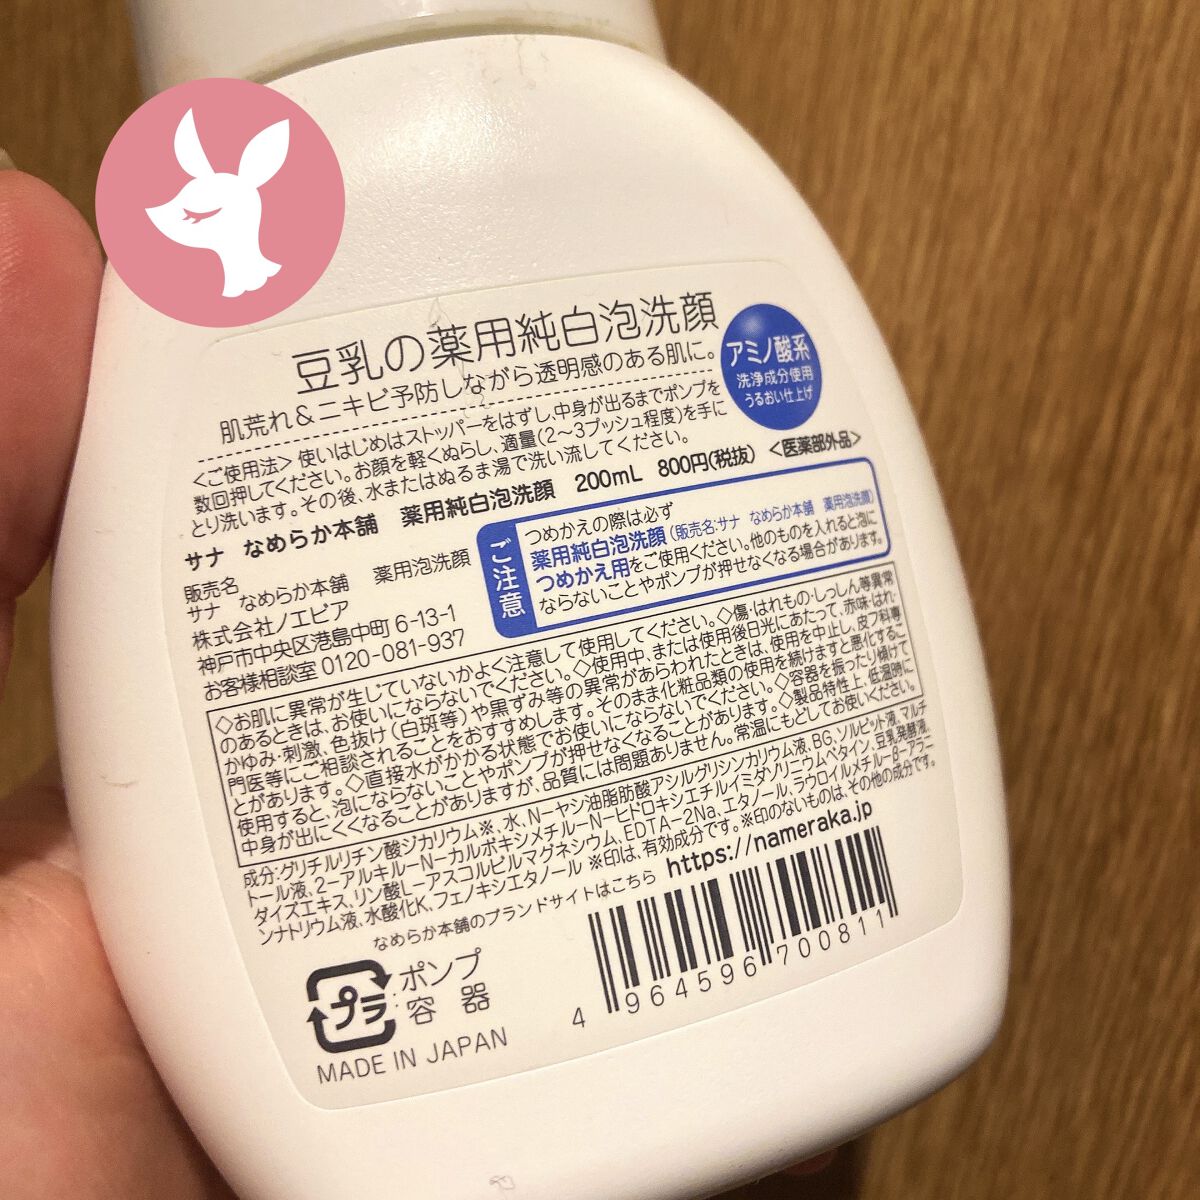 豆乳の薬用純白泡洗顔
肌荒れ&ニキビ予防しながら透明感のある肌に。
アミノ酸系
洗浄成分使用
うるおい仕上げ
<ご使用法> 使いはじめはストッパーをはずし、中身が出るまでポンプを
数回押してください。お顔を軽くぬらし、適量(2〜3プッシュ程度)を手に
とり洗います。その後、水またはぬるま湯で洗い流してください。
サナ なめらか本舗 薬用純白泡洗顔 200mL 800円(税抜) <医薬部外品>
販売名
サナ なめらか本舗 薬用泡洗顔
株式会社ノエビア
神戸市中央区港島中町 6-13-1
お客様相談室 0120-081-937
ご注意
つめかえの際は必ず
薬用純白泡洗顔(販売名:サナ なめらか本舗 薬用泡洗顔)
つめかえ用をご使用ください。他のものを入れると泡に
ならないことやポンプが押せなくなる場合があります。
◇お肌に異常が生じていないかよく注意して使用してください。◇傷・はれもの・しっしん等異常
のあるときは、お使いにならないでください。◇使用中、または使用後日光にあたって、赤味・はれ・
かゆみ・刺激、色抜け(白斑等)や黒ずみ等の異常があらわれたときは、使用を中止し、皮フ科専
門医等にご相談されることをおすすめします。そのまま化粧品類の使用を続けますと悪化するこ
とがあります。◇直接水がかかる状態でお使いにならないでください。◇容器を振ったり傾けて
使用すると、泡にならないことやポンプが押せなくなることがあります。◇製品特性上、低温時に
中身が出にくくなることがありますが、品質には問題ありません。常温にもどしてお使いください。
成分:グリチルリチン酸ジカリウム※、水、N-ヤシ油脂肪酸アシルグリシンカリウム液、BG、ソルビット液、マルチ
トール液、2-アルキル-N-カルボキシメチル-N-ヒドロキシエチルイミダゾリニウムベタイン、豆乳発酵液、
ダイズエキス、リン酸L-アスコルビルマグネシウム、EDTA-2Na、エタノール、ラウロイルメチル-β-アラニ
ンナトリウム液、水酸化K、フェノキシエタノール ※印は、有効成分です。※印のないものは、その他の成分です。
なめらか本舗のブランドサイトはこちら https://nameraka.jp
プラ
ポンプ
容器
MADE IN JAPAN
4 964596 700811